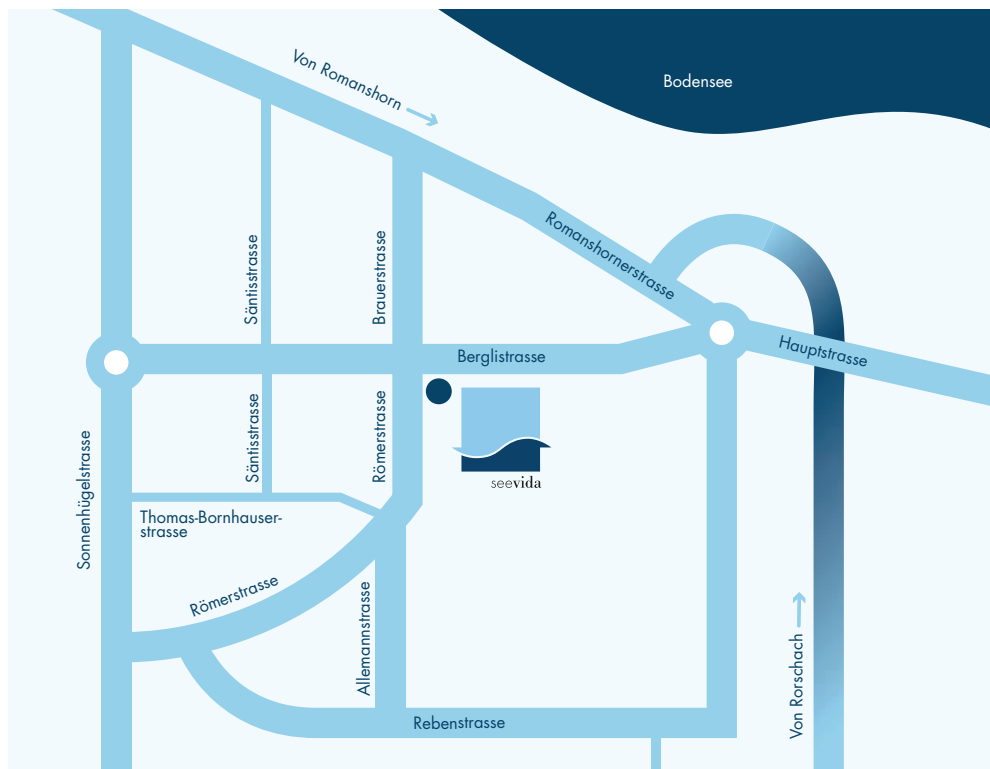 Von Romanshorn
Bodensee
Romanshornerstrasse
Säntisstrasse
Brauerstrasse
Berglistrasse
Hauptstrasse
Säntisstrasse
Römerstrasse
seevida
Sonnenhügelstrasse
Thomas-Bornhauser-
strasse
Römerstrasse
Allemannstrasse
Von Rorschach
Rebenstrasse